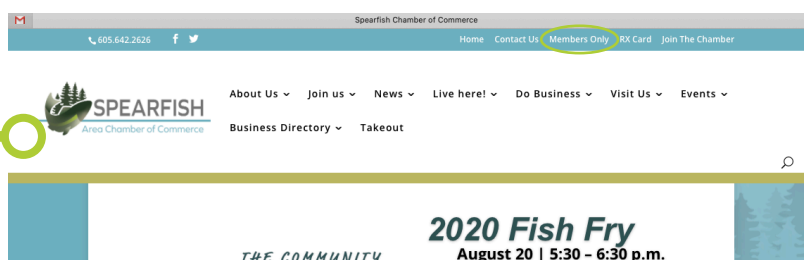 Spearfish Chamber of Commerce
605.642.2626
Home Contact Us Members Only RX Card Join The Chamber
SPEARFISH
Area Chamber of Commerce
About Us Join us News Live here! Do Business Visit Us Events
Business Directory Takeout
2020 Fish Fry
August 20 | 5:30 – 6:30 p.m.
THE COMMUNITY